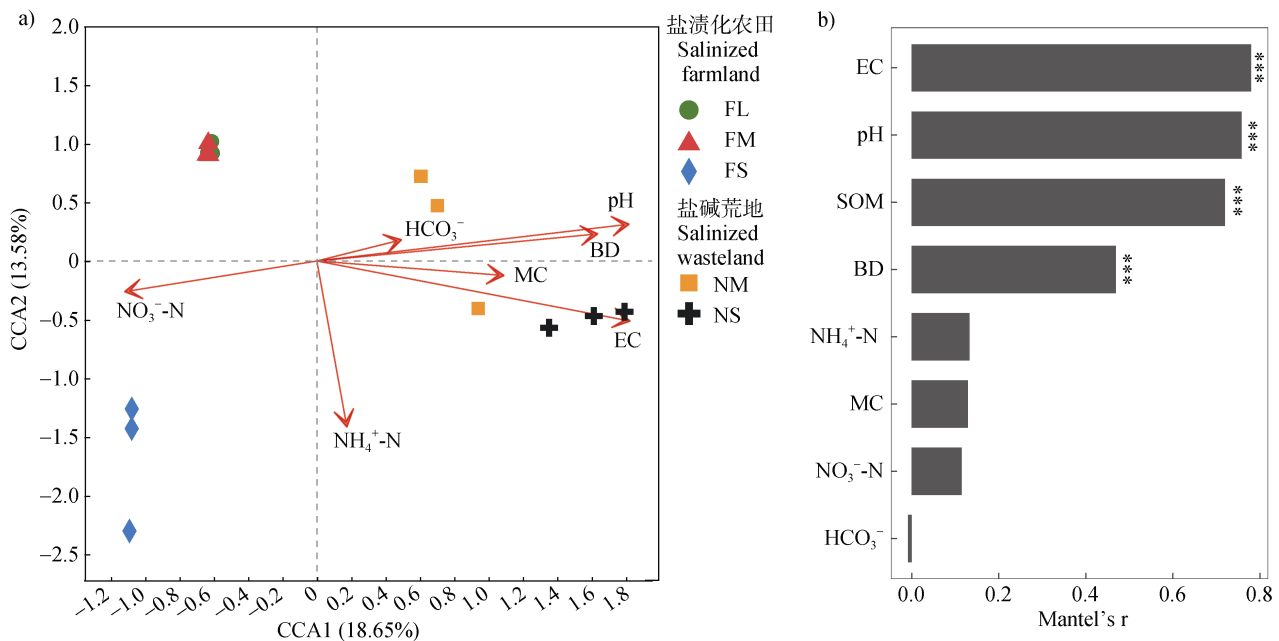 a)
2.0
1.5
1.0
0.5
0
−0.5
−1.0
−1.5
−2.0
−2.5
CCA2 (13.58%)
−1.2 −1.0 −0.8 −0.6 −0.4 −0.2 0 0.2 0.4 0.6 0.8 1.0 1.2 1.4 1.6 1.8
CCA1 (18.65%)
pH
HCO₃⁻
BD
MC
NO₃⁻-N
EC
NH₄⁺-N
盐渍化农田
Salinized
farmland
FL
FM
FS
盐碱荒地
Salinized
wasteland
NM
NS
b)
EC ***
pH ***
SOM ***
BD ***
NH₄⁺-N
MC
NO₃⁻-N
HCO₃⁻
0.0 0.2 0.4 0.6 0.8
Mantel's r